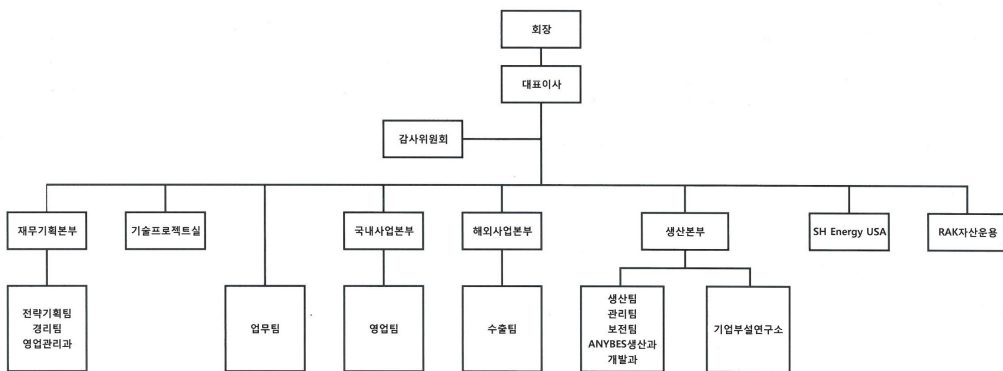 회장
대표이사
감사위원회
재무기획본부
기술프로젝트실
국내사업본부
해외사업본부
생산본부
SH Energy USA
RAK자산운용
전략기획팀
경리팀
영업관리과
업무팀
영업팀
수출팀
생산팀
관리팀
보전팀
ANYBES생산과
개발과
기업부설연구소